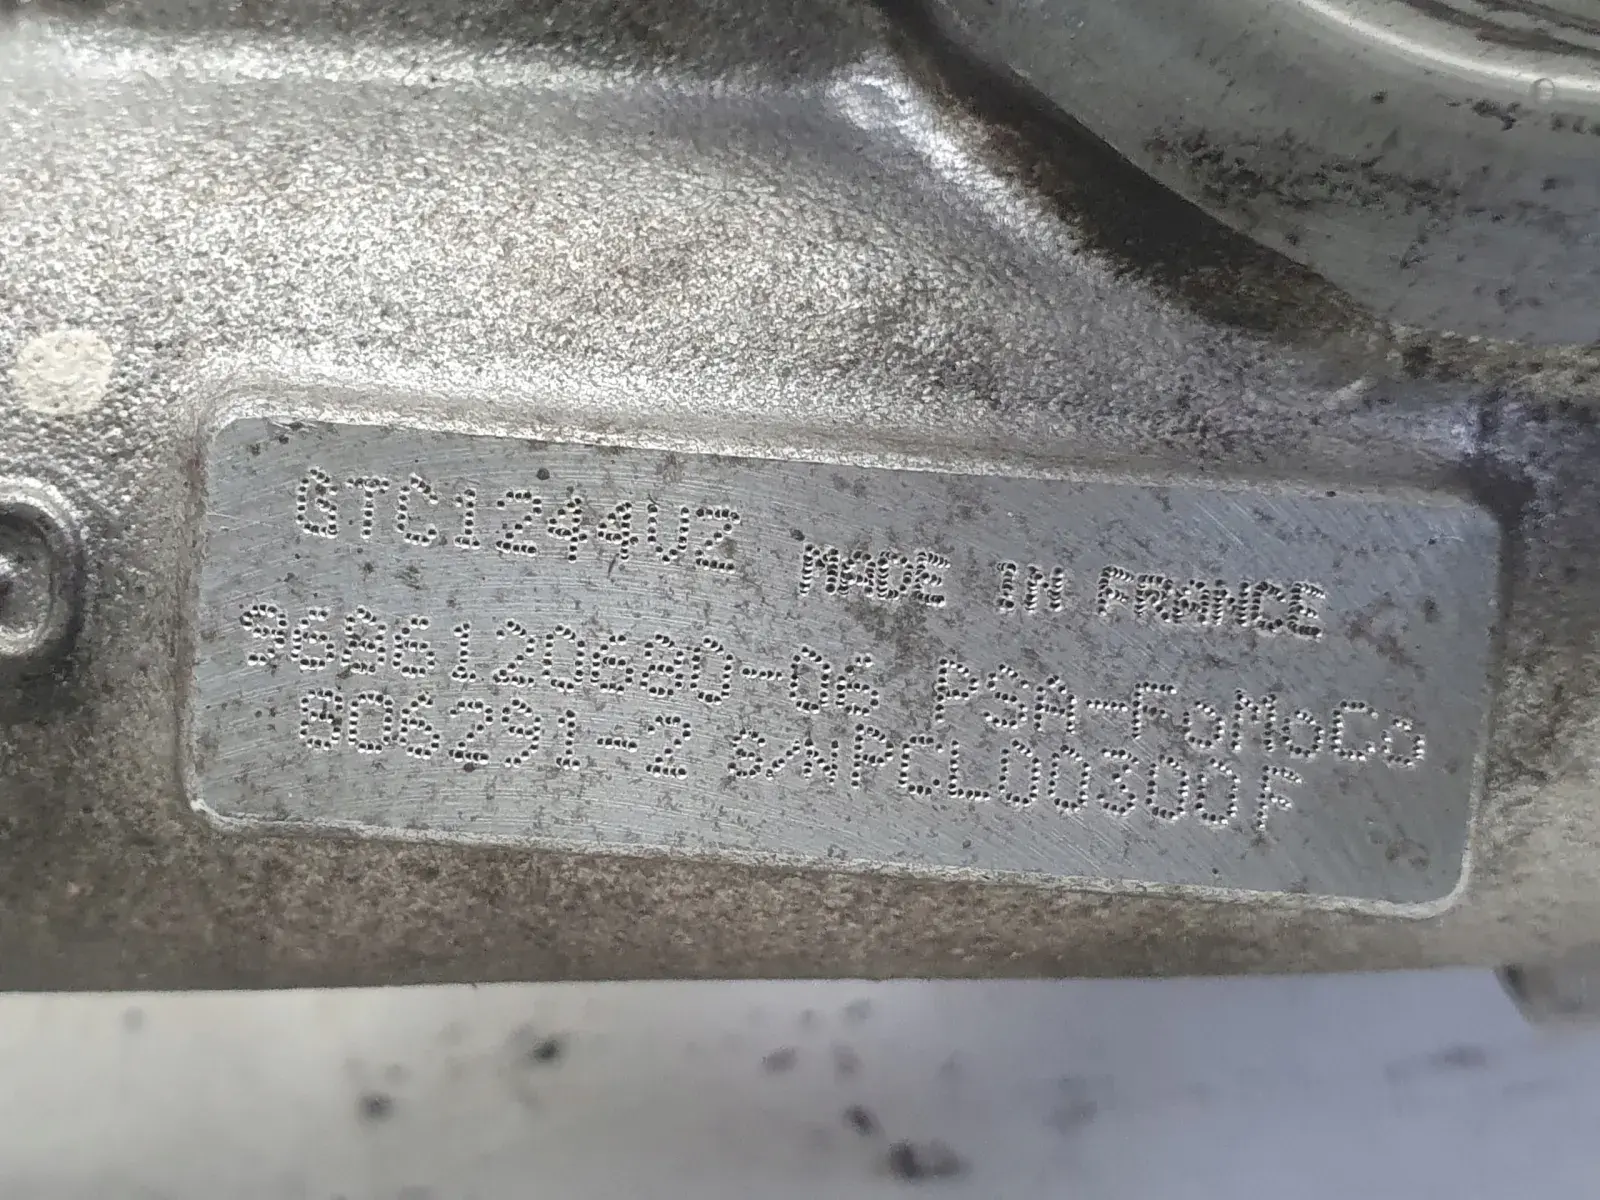 GTC1244VZ MADE IN FRANCE
9686120680-06 PSA-FoMoCo
806291-2 S/NPCL00300F